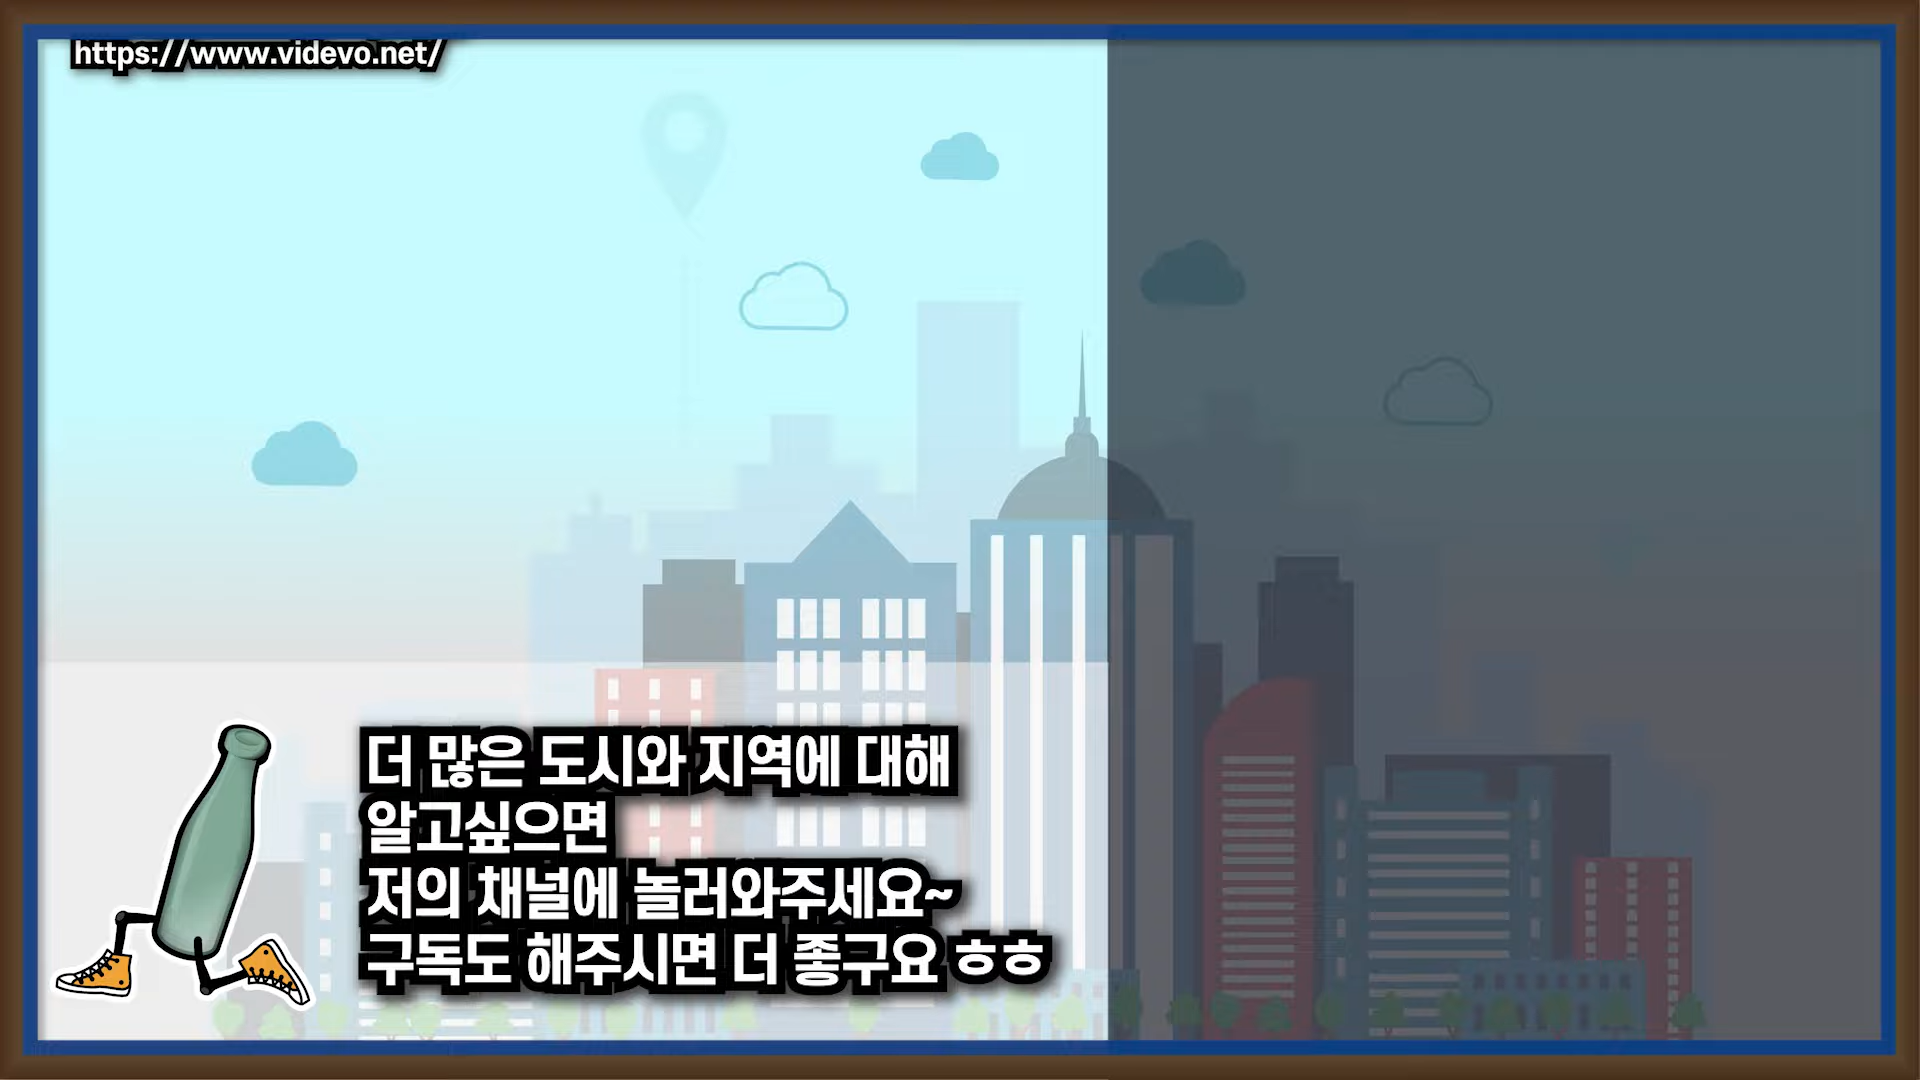 https://www.videvo.net/
더 많은 도시와 지역에 대해
알고싶으면
저의 채널에 놀러와주세요~
구독도 해주시면 더 좋구요 ㅎㅎ